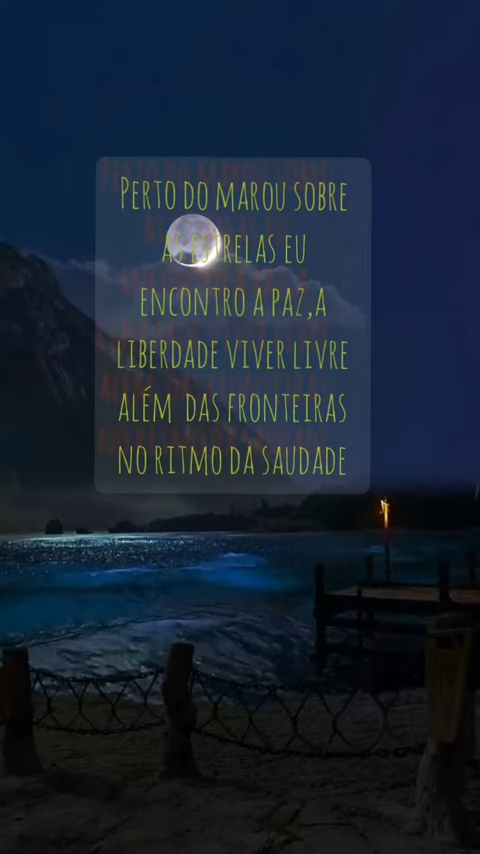 PERTO DO MAROU SOBRE
AS ESTRELAS EU
ENCONTRO A PAZ,A
LIBERDADE VIVER LIVRE
ALÉM DAS FRONTEIRAS
NO RITMO DA SAUDADE